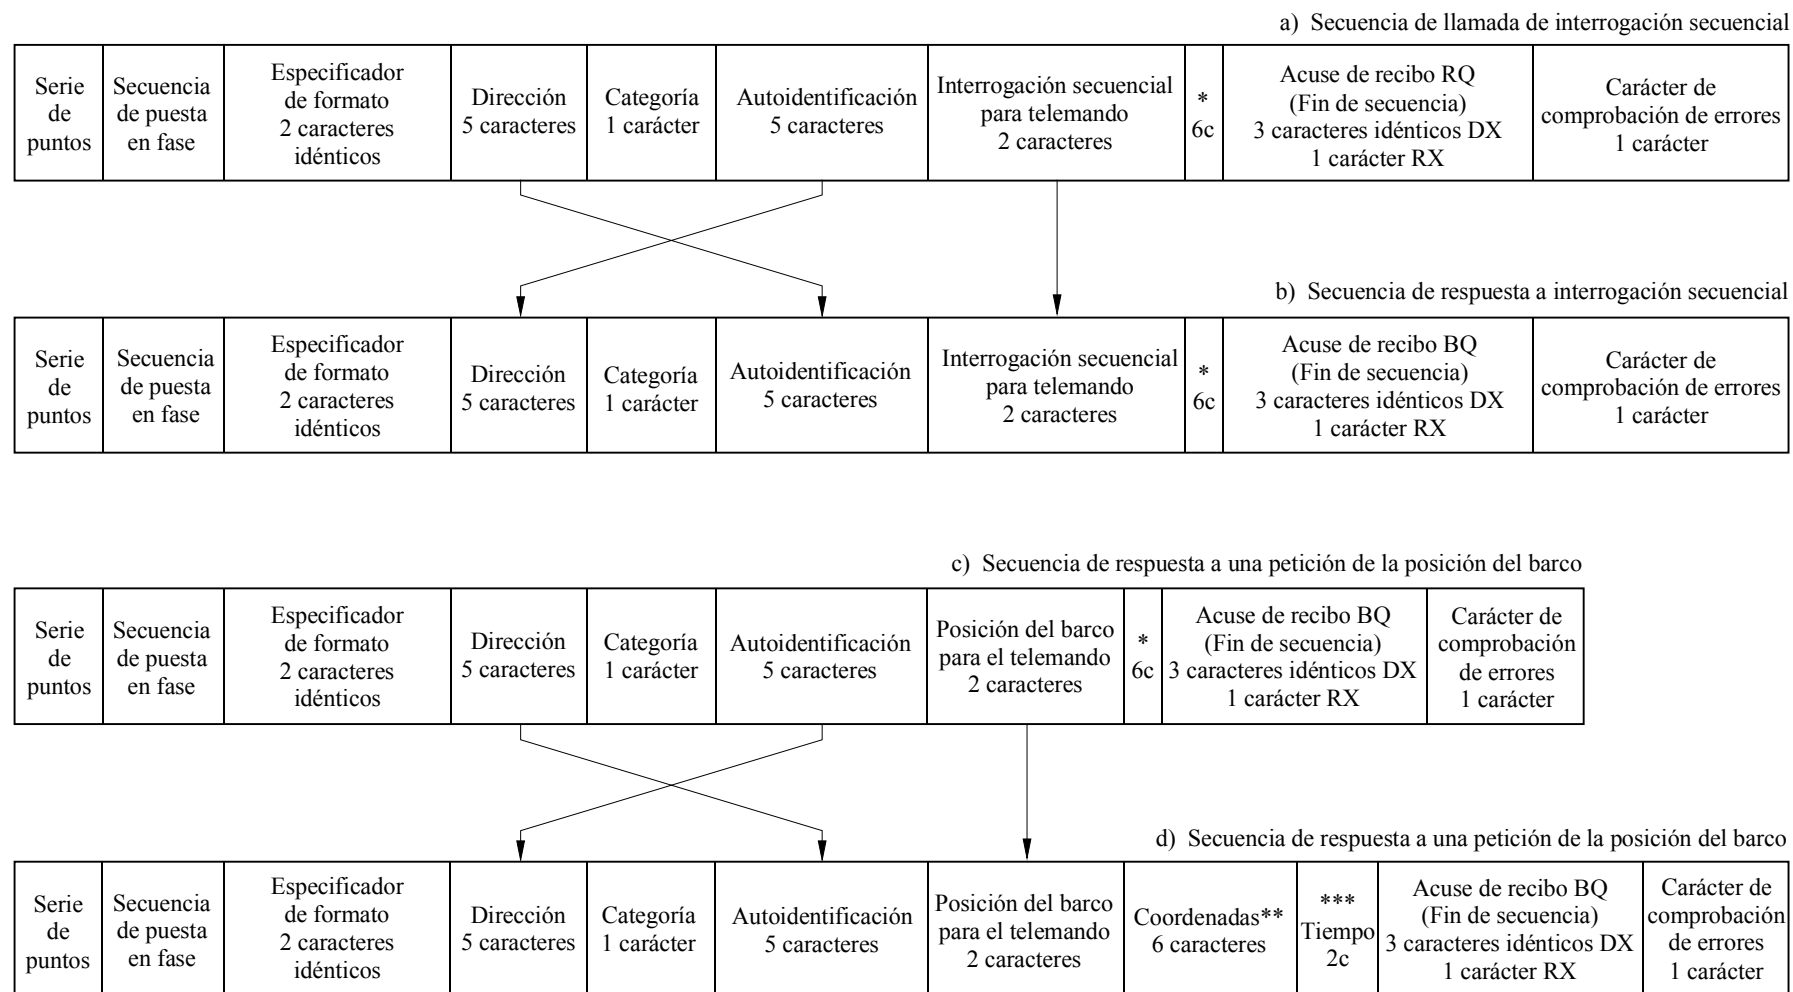 a) Secuencia de llamada de interrogación secuencial
Serie
de
puntos
Secuencia
de puesta
en fase
Especificador
de formato
2 caracteres
idénticos
Dirección
5 caracteres
Categoría
1 carácter
Autoidentificación
5 caracteres
Interrogación secuencial
para telemando
2 caracteres
*
6c
Acuse de recibo RQ
(Fin de secuencia)
3 caracteres idénticos DX
1 carácter RX
Carácter de
comprobación de errores
1 carácter
b) Secuencia de respuesta a interrogación secuencial
Serie
de
puntos
Secuencia
de puesta
en fase
Especificador
de formato
2 caracteres
idénticos
Dirección
5 caracteres
Categoría
1 carácter
Autoidentificación
5 caracteres
Interrogación secuencial
para telemando
2 caracteres
*
6c
Acuse de recibo BQ
(Fin de secuencia)
3 caracteres idénticos DX
1 carácter RX
Carácter de
comprobación de errores
1 carácter
c) Secuencia de respuesta a una petición de la posición del barco
Serie
de
puntos
Secuencia
de puesta
en fase
Especificador
de formato
2 caracteres
idénticos
Dirección
5 caracteres
Categoría
1 carácter
Autoidentificación
5 caracteres
Posición del barco
para el telemando
2 caracteres
*
6c
Acuse de recibo BQ
(Fin de secuencia)
3 caracteres idénticos DX
1 carácter RX
Carácter de
comprobación
de errores
1 carácter
d) Secuencia de respuesta a una petición de la posición del barco
Serie
de
puntos
Secuencia
de puesta
en fase
Especificador
de formato
2 caracteres
idénticos
Dirección
5 caracteres
Categoría
1 carácter
Autoidentificación
5 caracteres
Posición del barco
para el telemando
2 caracteres
Coordenadas**
6 caracteres
***
Tiempo
2c
Acuse de recibo BQ
(Fin de secuencia)
3 caracteres idénticos DX
1 carácter RX
Carácter de
comprobación
de errores
1 carácter